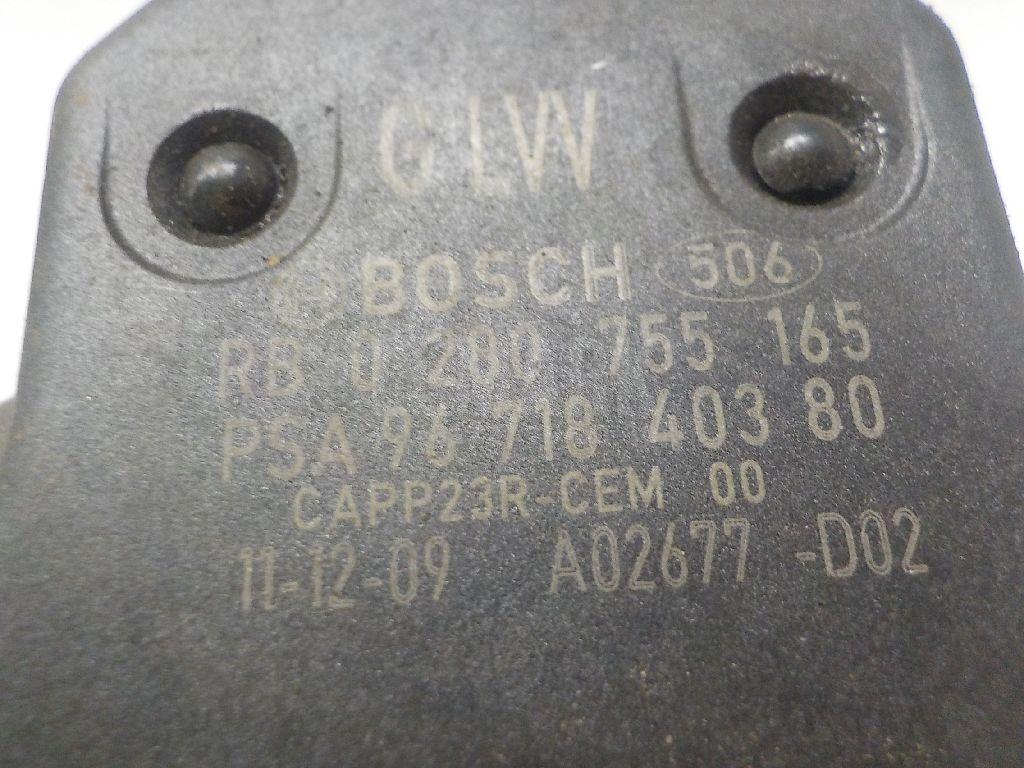 GLW
BOSCH 506
RB 0 280 755 165
PSA 96 718 403 80
CAPP23R-CEM 00
11-12-09 A02677 -D02